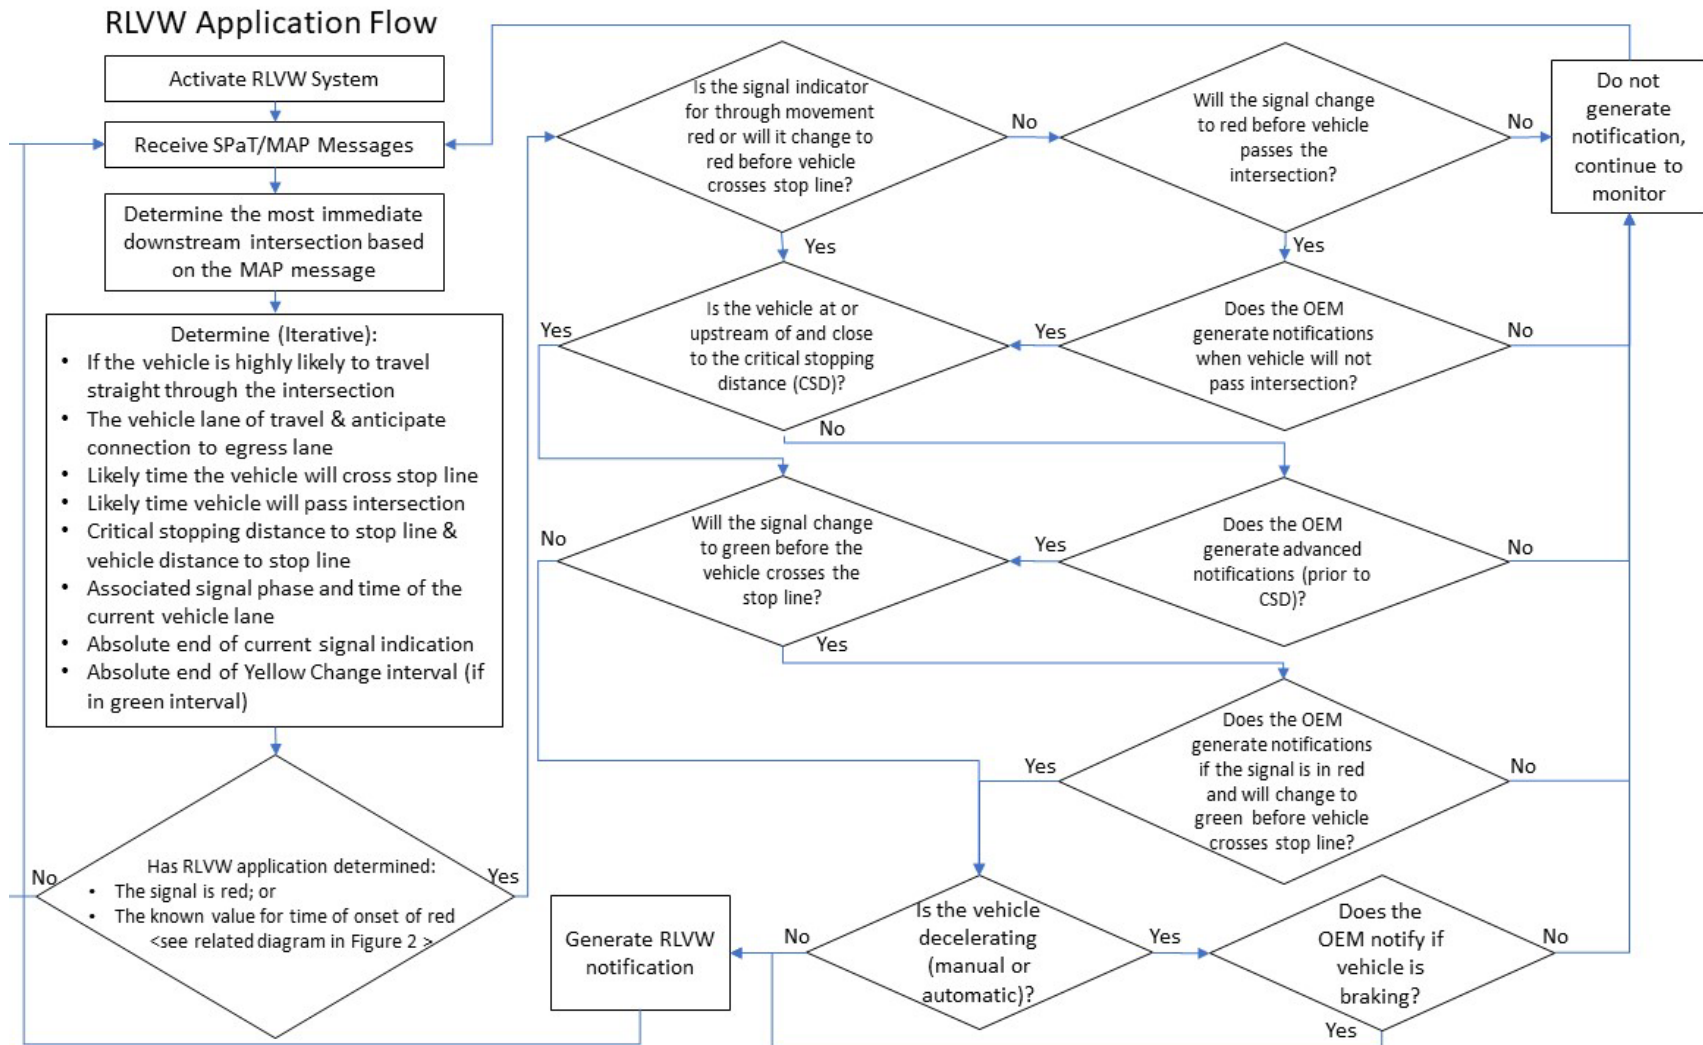 RLVW Application Flow
Activate RLVW System
Receive SPaT/MAP Messages
Determine the most immediate
downstream intersection based
on the MAP message
Determine (Iterative):
• If the vehicle is highly likely to travel
straight through the intersection
• The vehicle lane of travel & anticipate
connection to egress lane
• Likely time the vehicle will cross stop line
• Likely time vehicle will pass intersection
• Critical stopping distance to stop line &
vehicle distance to stop line
• Associated signal phase and time of the
current vehicle lane
• Absolute end of current signal indication
• Absolute end of Yellow Change interval (if
in green interval)
No
Has RLVW application determined:
• The signal is red; or
• The known value for time of onset of red
<see related diagram in Figure 2 >
Yes
Is the signal indicator
for through movement
red or will it change to
red before vehicle
crosses stop line?
No
Yes
Will the signal change
to red before vehicle
passes the
intersection?
No
Yes
Do not
generate
notification,
continue to
monitor
Yes
Is the vehicle at or
upstream of and close
to the critical stopping
distance (CSD)?
No
Yes
Does the OEM
generate notifications
when vehicle will not
pass intersection?
No
No
Will the signal change
to green before the
vehicle crosses the
stop line?
Yes
Yes
Does the OEM
generate advanced
notifications (prior to
CSD)?
No
Yes
Does the OEM
generate notifications
if the signal is in red
and will change to
green before vehicle
crosses stop line?
No
Generate RLVW
notification
No
Is the vehicle
decelerating
(manual or
automatic)?
Yes
Does the
OEM notify if
vehicle is
braking?
No
Yes